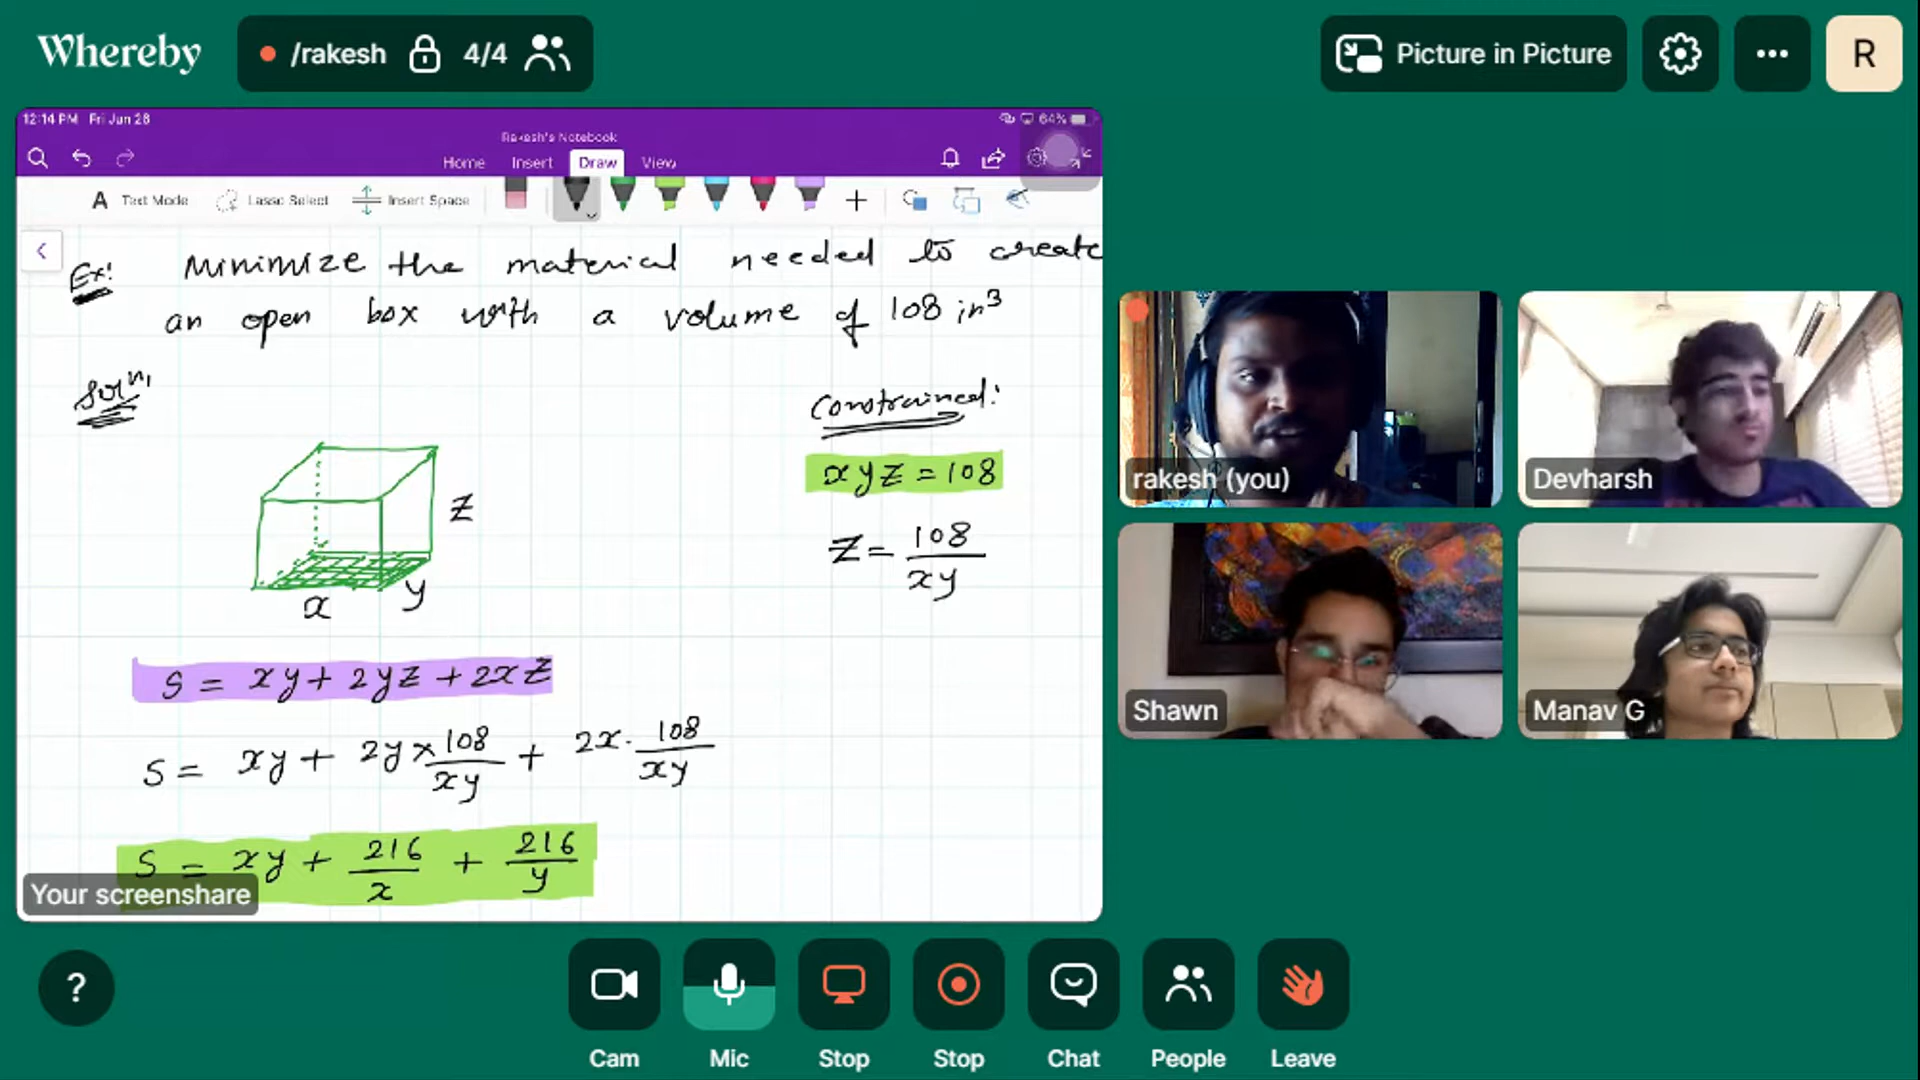 Whereby
/rakesh 4/4
Picture in Picture
R
12:14 PM Fri Jun 28
64%
Rakesh's Notebook
Home Insert Draw View
A Text Mode Lasso Select Insert Space
Ex: Minimize the material needed to create
an open box with a volume of 108 in³
Solⁿ,
Constrained:
xyz = 108
z
z = 108/xy
x y
S = xy + 2yz + 2xz
S = xy + 2y × 108/xy + 2x · 108/xy
S = xy + 216/x + 216/y
Your screenshare
rakesh (you)
Devharsh
Shawn
Manav G
?
Cam Mic Stop Stop Chat People Leave